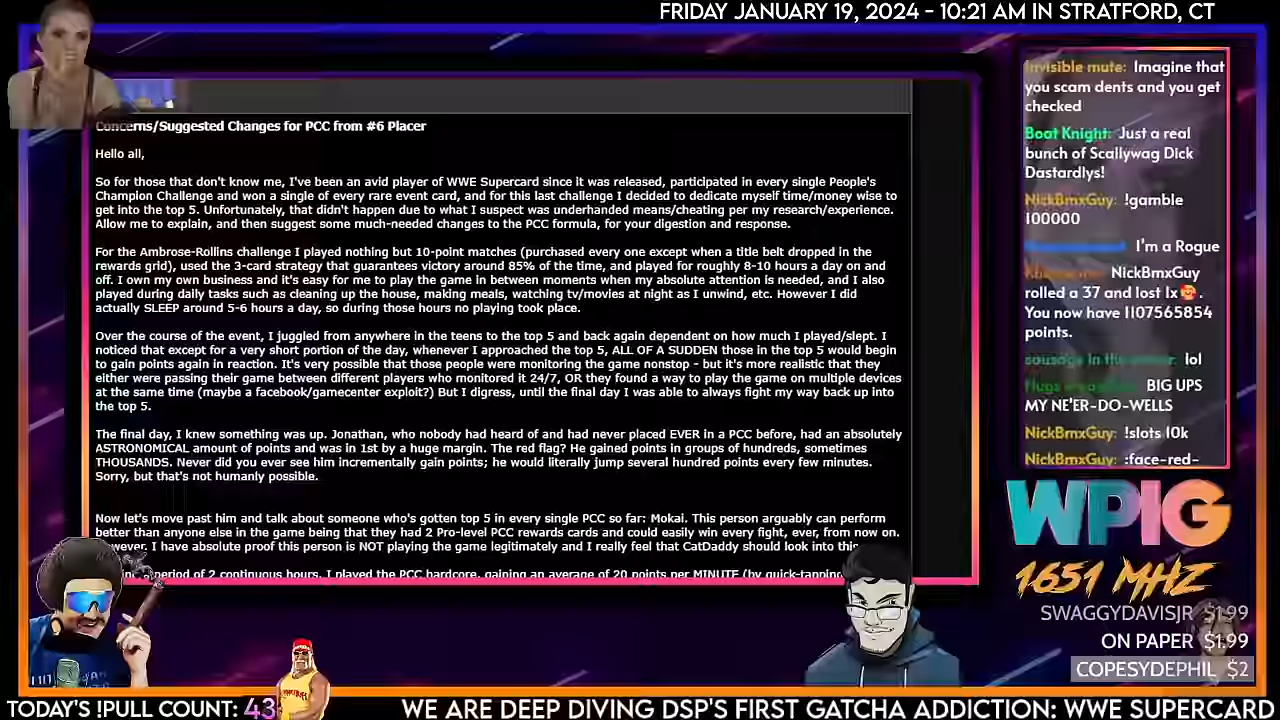 FRIDAY JANUARY 19, 2024 - 10:21 AM IN STRATFORD, CT
Concerns/Suggested Changes for PCC from #6 Placer
Hello all,
So for those that don't know me, I've been an avid player of WWE Supercard since it was released, participated in every single People's
Champion Challenge and won a single of every rare event card, and for this last challenge I decided to dedicate myself time/money wise to
get into the top 5. Unfortunately, that didn't happen due to what I suspect was underhanded means/cheating per my research/experience.
Allow me to explain, and then suggest some much-needed changes to the PCC formula, for your digestion and response.
For the Ambrose-Rollins challenge I played nothing but 10-point matches (purchased every one except when a title belt dropped in the
rewards grid), used the 3-card strategy that guarantees victory around 85% of the time, and played for roughly 8-10 hours a day on and
off. I own my own business and it's easy for me to play the game in between moments when my absolute attention is needed, and I also
played during daily tasks such as cleaning up the house, making meals, watching tv/movies at night as I unwind, etc. However I did
actually SLEEP around 5-6 hours a day, so during those hours no playing took place.
Over the course of the event, I juggled from anywhere in the teens to the top 5 and back again dependent on how much I played/slept. I
noticed that except for a very short portion of the day, whenever I approached the top 5, ALL OF A SUDDEN those in the top 5 would begin
to gain points again in reaction. It's very possible that those people were monitoring the game nonstop - but it's more realistic that they
either were passing their game between different players who monitored it 24/7, OR they found a way to play the game on multiple devices
at the same time (maybe a facebook/gamecenter exploit?) But I digress, until the final day I was able to always fight my way back up into
the top 5.
The final day, I knew something was up. Jonathan, who nobody had heard of and had never placed EVER in a PCC before, had an absolutely
ASTRONOMICAL amount of points and was in 1st by a huge margin. The red flag? He gained points in groups of hundreds, sometimes
THOUSANDS. Never did you ever see him incrementally gain points; he would literally jump several hundred points every few minutes.
Sorry, but that's not humanly possible.
Now let's move past him and talk about someone who's gotten top 5 in every single PCC so far: Mokai. This person arguably can perform
better than anyone else in the game being that they had 2 Pro-level PCC rewards cards and could easily win every fight, ever, from now on.
However, I have absolute proof this person is NOT playing the game legitimately and I really feel that CatDaddy should look into this
period of 2 continuous hours, I played the PCC hardcore, gaining an average of 20 points per MINUTE (by quick-tapping
Invisible mute: Imagine that
you scam dents and you get
checked
Boat Knight: Just a real
bunch of Scallywag Dick
Dastardlys!
NickBmxGuy: !gamble
100000
I'm a Rogue
NickBmxGuy
rolled a 37 and lost 1x
You now have 1107565854
points.
sausage in the lol
BIG UPS
MY NE'ER-DO-WELLS
NickBmxGuy: !slots 10k
NickBmxGuy: :face-red-
WPIG
1651 MHZ
SWAGGYDAVISJR $1.99
ON PAPER $1.99
COPESYDEPHIL $2
TODAY'S !PULL COUNT: 43
WE ARE DEEP DIVING DSP'S FIRST GATCHA ADDICTION: WWE SUPERCARD